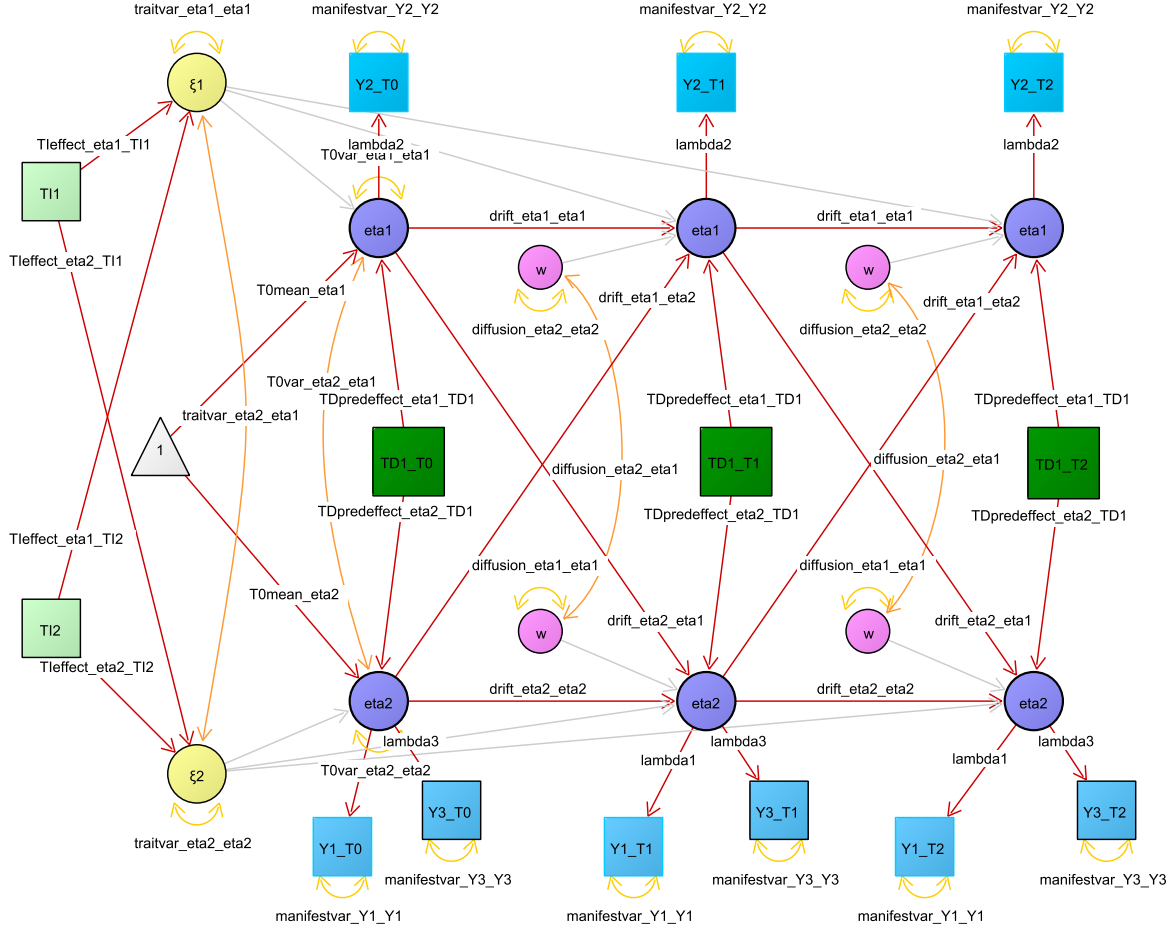 traitvar_eta1_eta1
manifestvar_Y2_Y2
manifestvar_Y2_Y2
manifestvar_Y2_Y2
ξ1
Y2_T0
Y2_T1
Y2_T2
TIeffect_eta1_TI1
lambda2
lambda2
lambda2
T0var_eta1_eta1
TI1
drift_eta1_eta1
drift_eta1_eta1
eta1
eta1
eta1
TIeffect_eta2_TI1
w
w
T0mean_eta1
drift_eta1_eta2
drift_eta1_eta2
diffusion_eta2_eta2
diffusion_eta2_eta2
T0var_eta2_eta1
TDpredeffect_eta1_TD1
TDpredeffect_eta1_TD1
TDpredeffect_eta1_TD1
traitvar_eta2_eta1
1
TD1_T0
diffusion_eta2_eta1
TD1_T1
diffusion_eta2_eta1
TD1_T2
TDpredeffect_eta2_TD1
TDpredeffect_eta2_TD1
TDpredeffect_eta2_TD1
TIeffect_eta1_TI2
diffusion_eta1_eta1
diffusion_eta1_eta1
T0mean_eta2
TI2
w
w
drift_eta2_eta1
drift_eta2_eta1
TIeffect_eta2_TI2
drift_eta2_eta2
drift_eta2_eta2
eta2
eta2
eta2
lambda3
lambda3
lambda3
lambda1
lambda1
T0var_eta2_eta2
ξ2
Y3_T0
Y3_T1
Y3_T2
traitvar_eta2_eta2
Y1_T0
Y1_T1
Y1_T2
manifestvar_Y3_Y3
manifestvar_Y3_Y3
manifestvar_Y3_Y3
manifestvar_Y1_Y1
manifestvar_Y1_Y1
manifestvar_Y1_Y1